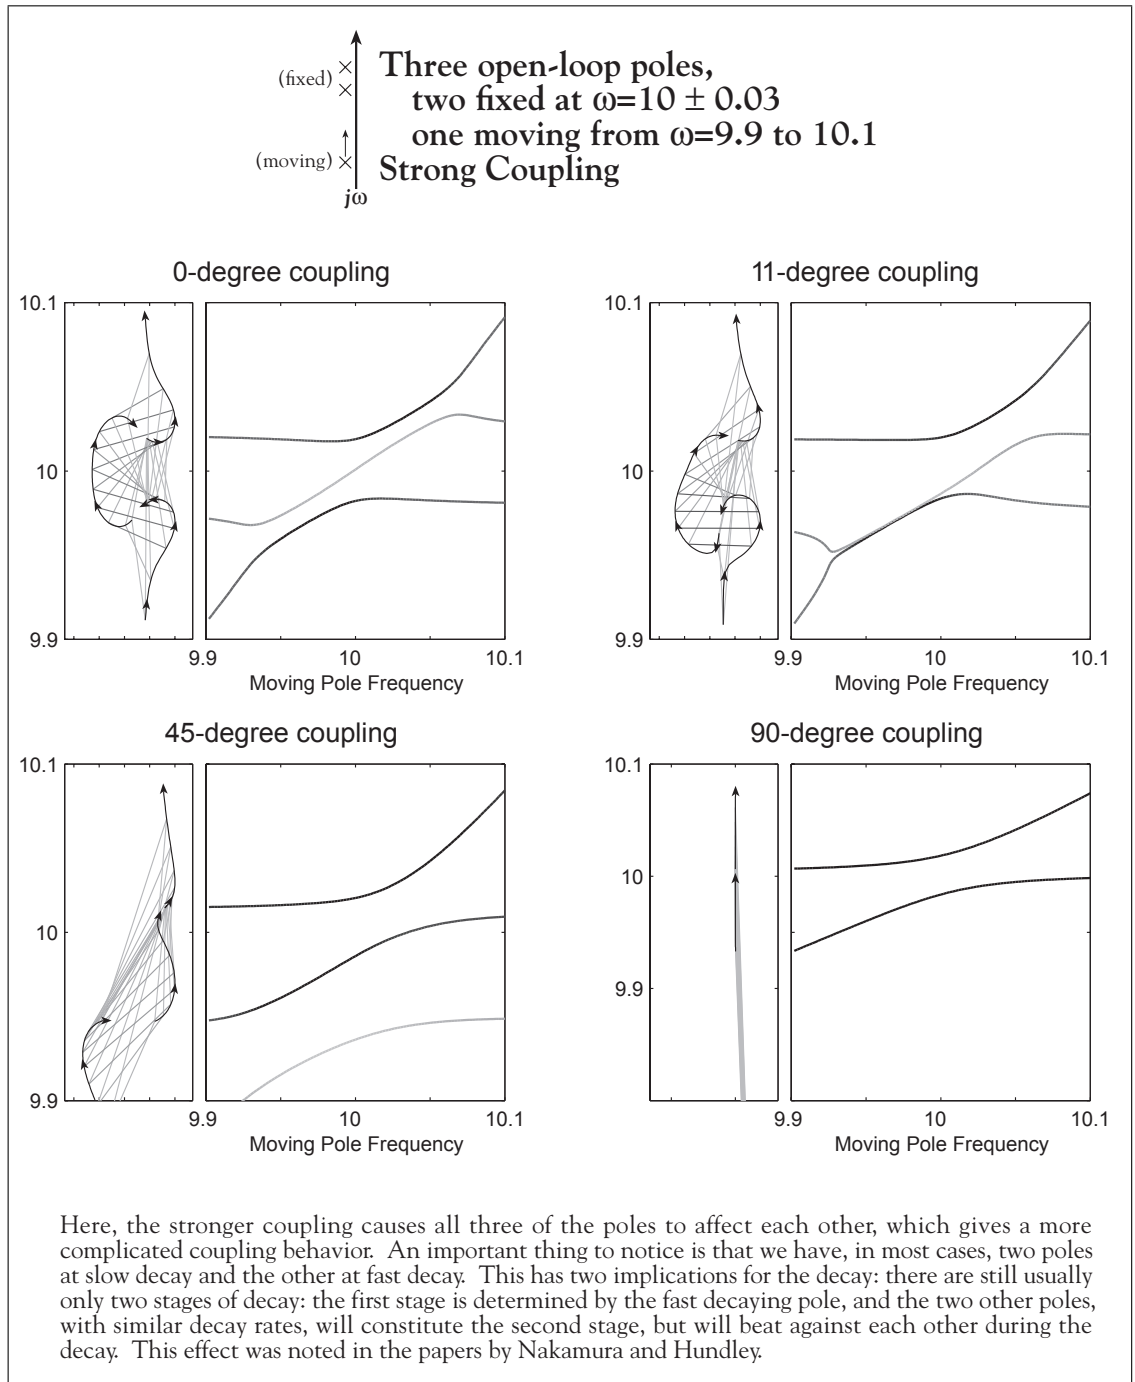 (fixed)
Three open-loop poles,
two fixed at ω=10 ± 0.03
one moving from ω=9.9 to 10.1
(moving)
Strong Coupling
jω
0-degree coupling
10.1
10
9.9
9.9
10
10.1
Moving Pole Frequency
11-degree coupling
10.1
10
9.9
9.9
10
10.1
Moving Pole Frequency
45-degree coupling
10.1
10
9.9
9.9
10
10.1
Moving Pole Frequency
90-degree coupling
10.1
10
9.9
9.9
10
10.1
Moving Pole Frequency
Here, the stronger coupling causes all three of the poles to affect each other, which gives a more
complicated coupling behavior. An important thing to notice is that we have, in most cases, two poles
at slow decay and the other at fast decay. This has two implications for the decay: there are still usually
only two stages of decay: the first stage is determined by the fast decaying pole, and the two other poles,
with similar decay rates, will constitute the second stage, but will beat against each other during the
decay. This effect was noted in the papers by Nakamura and Hundley.